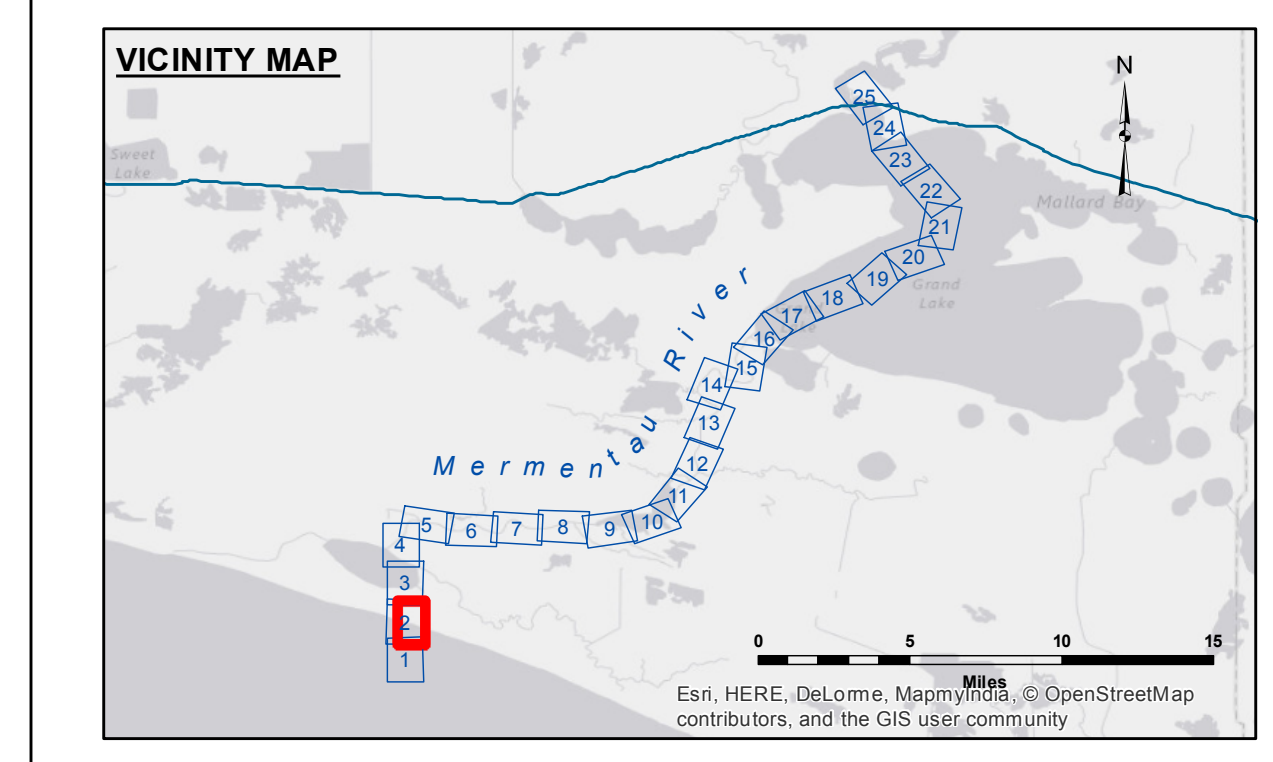 VICINITY MAP
N
25
24
Sweet
Lake
23
22
Mallard Bay
21
20
19
Grand
Lake
18
17
16
15
14
13
Mermentau River
12
11
10
9
8
7
6
5
4
3
2
1
0 5 10 15
Miles
Esri, HERE, DeLorme, MapmyIndia, © OpenStreetMap
contributors, and the GIS user community